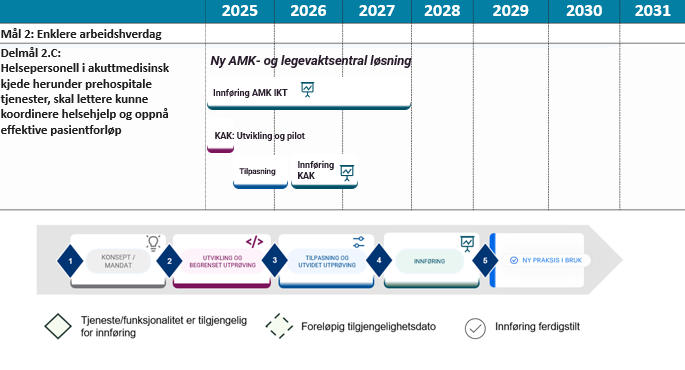 2025 2026 2027 2028 2029 2030 2031
Mål 2: Enklere arbeidshverdag
Delmål 2.C:
Helsepersonell i akuttmedisinsk
kjede herunder prehospitale
tjenester, skal lettere kunne
koordinere helsehjelp og oppnå
effektive pasientforløp
Ny AMK- og legevaktsentral løsning
Innføring AMK IKT
KAK: Utvikling og pilot
Tilpasning
Innføring
KAK
1
KONSEPT /
MANDAT
2
</>
UTVIKLING OG
BEGRENSET UTPRØVING
3
TILPASNING OG
UTVIDET UTPRØVING
4
INNFØRING
5
NY PRAKSIS I BRUK
Tjeneste/funksjonalitet er tilgjengelig
for innføring
Foreløpig tilgjengelighetsdato
Innføring ferdigstilt